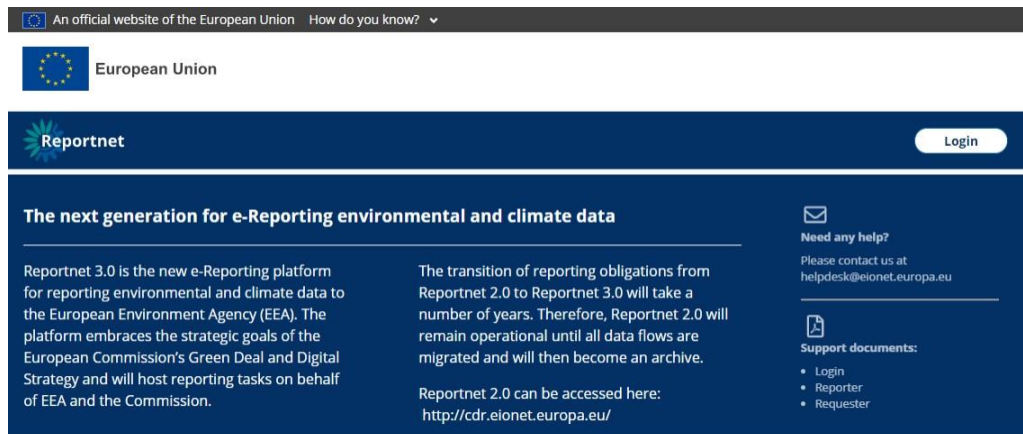 An official website of the European Union How do you know?
European Union
Reportnet
Login
The next generation for e-Reporting environmental and climate data
Reportnet 3.0 is the new e-Reporting platform
for reporting environmental and climate data to
the European Environment Agency (EEA). The
platform embraces the strategic goals of the
European Commission's Green Deal and Digital
Strategy and will host reporting tasks on behalf
of EEA and the Commission.
The transition of reporting obligations from
Reportnet 2.0 to Reportnet 3.0 will take a
number of years. Therefore, Reportnet 2.0 will
remain operational until all data flows are
migrated and will then become an archive.
Reportnet 2.0 can be accessed here:
http://cdr.eionet.europa.eu/
Need any help?
Please contact us at
helpdesk@eionet.europa.eu
Support documents:
• Login
• Reporter
• Requester